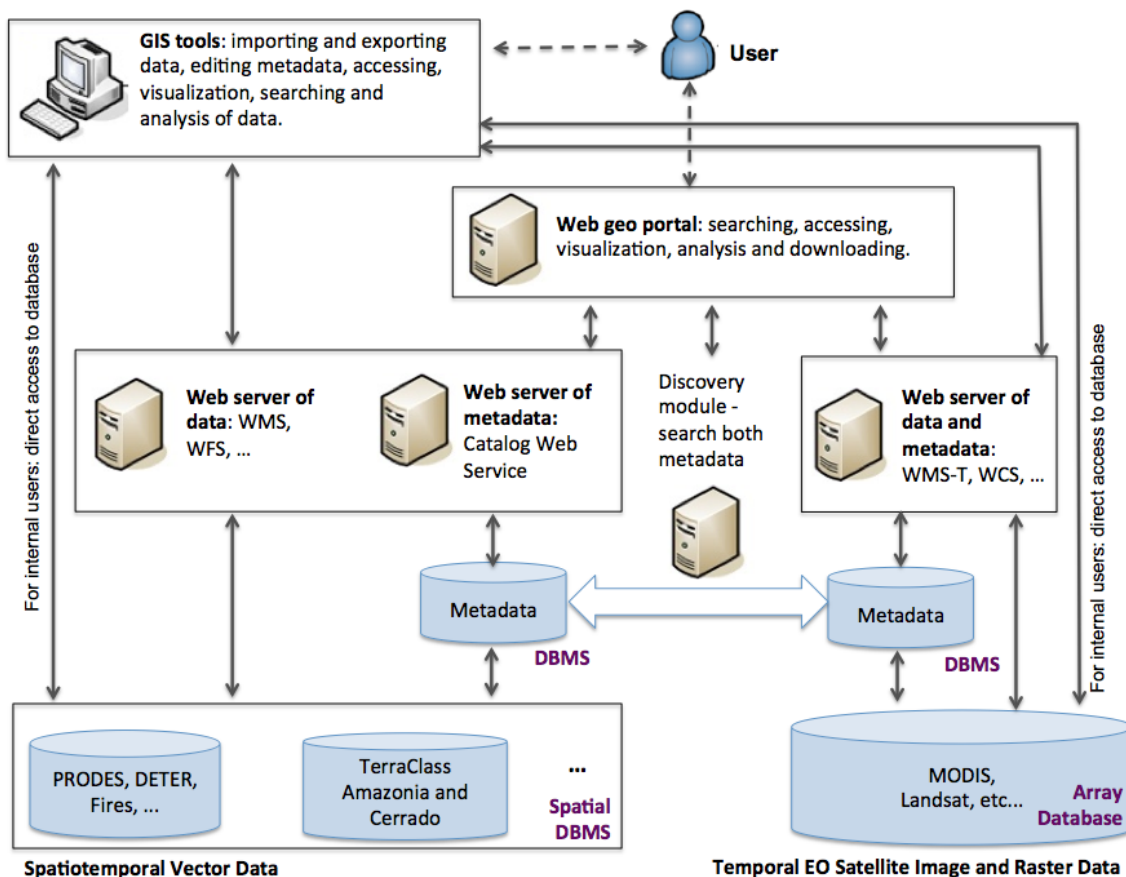 GIS tools: importing and exporting
data, editing metadata, accessing,
visualization, searching and
analysis of data.
User
For internal users: direct access to database
Web geo portal: searching, accessing,
visualization, analysis and downloading.
Web server of
data: WMS,
WFS, ...
Web server of
metadata:
Catalog Web
Service
Discovery
module -
search both
metadata
Web server of
data and
metadata:
WMS-T, WCS, ...
For internal users: direct access to database
Metadata
DBMS
Metadata
DBMS
PRODES, DETER,
Fires, ...
TerraClass
Amazonia and
Cerrado
...
Spatial
DBMS
MODIS,
Landsat, etc...
Array
Database
Spatiotemporal Vector Data
Temporal EO Satellite Image and Raster Data